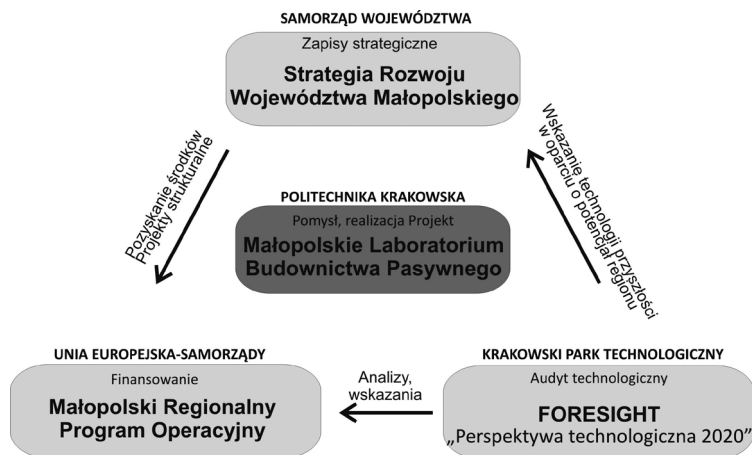 SAMORZĄD WOJEWÓDZTWA
Zapisy strategiczne
Strategia Rozwoju
Województwa Małopolskiego
Pozyskanie środków
Projekty strukturalne
Wskazanie technologii przyszłości
w oparciu o potencjał regionu
POLITECHNIKA KRAKOWSKA
Pomysł, realizacja Projekt
Małopolskie Laboratorium
Budownictwa Pasywnego
UNIA EUROPEJSKA-SAMORZĄDY
Finansowanie
Małopolski Regionalny
Program Operacyjny
Analizy,
wskazania
KRAKOWSKI PARK TECHNOLOGICZNY
Audyt technologiczny
FORESIGHT
„Perspektywa technologiczna 2020”